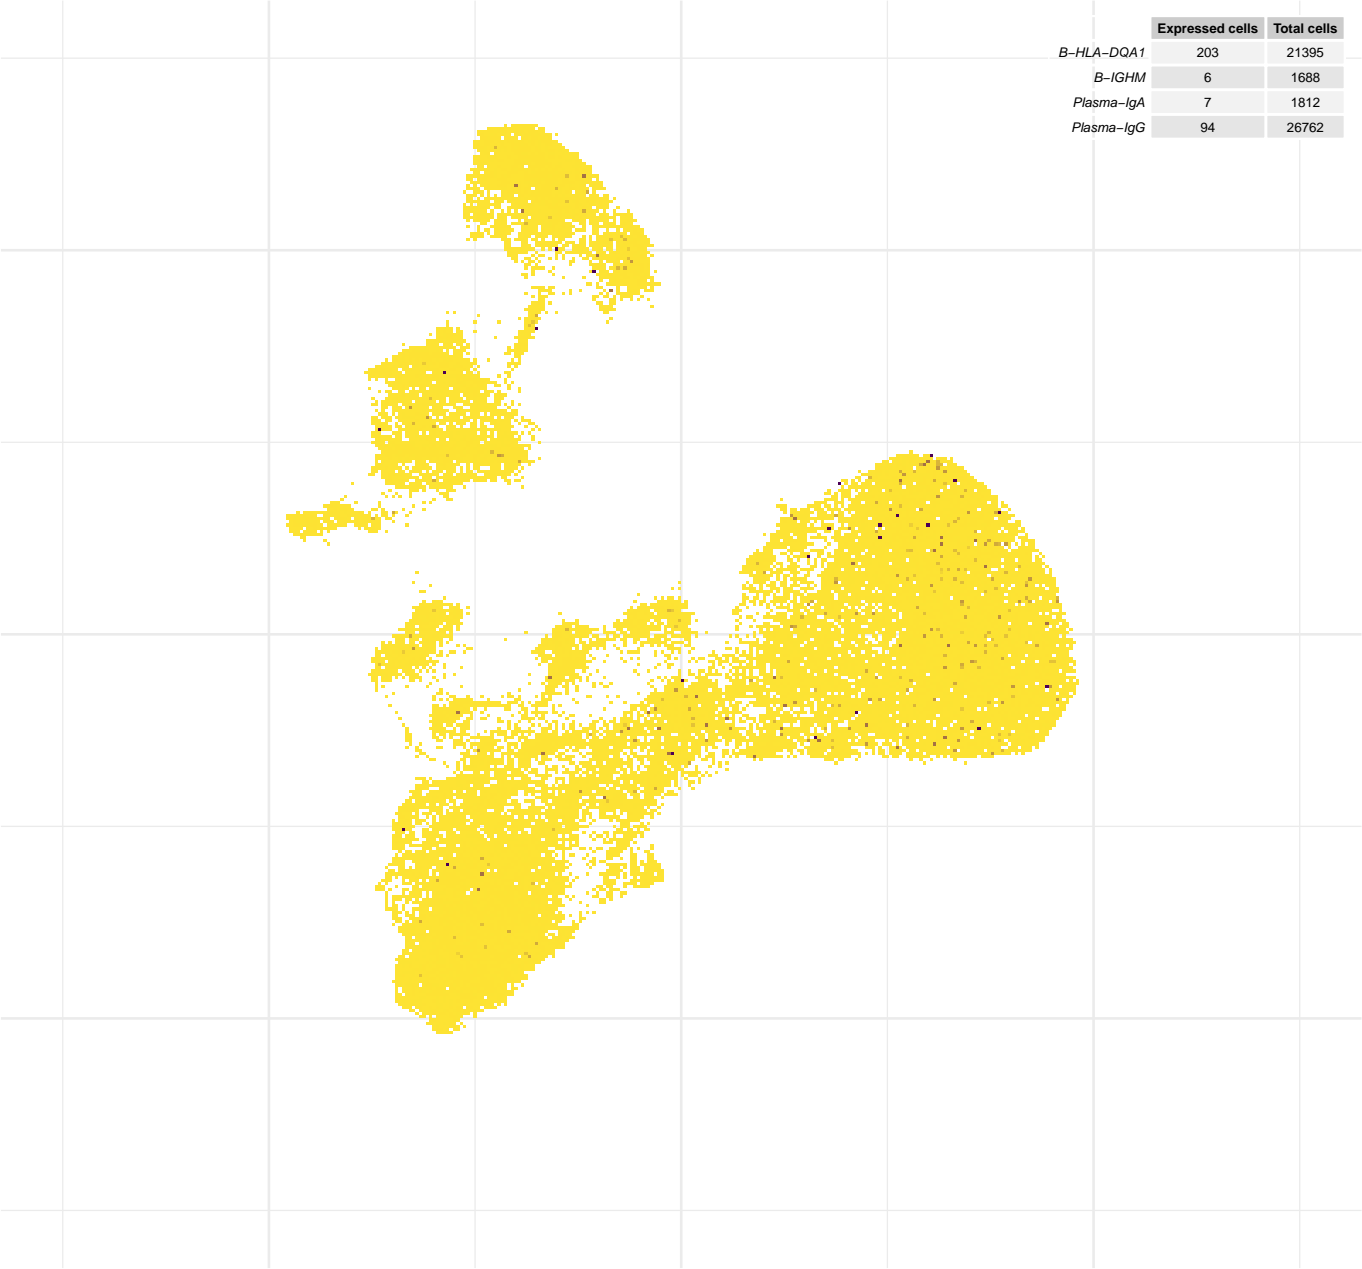 Expressed cells Total cells
B−HLA−DQA1 203 21395
B−IGHM 6 1688
Plasma−IgA 7 1812
Plasma−IgG 94 26762